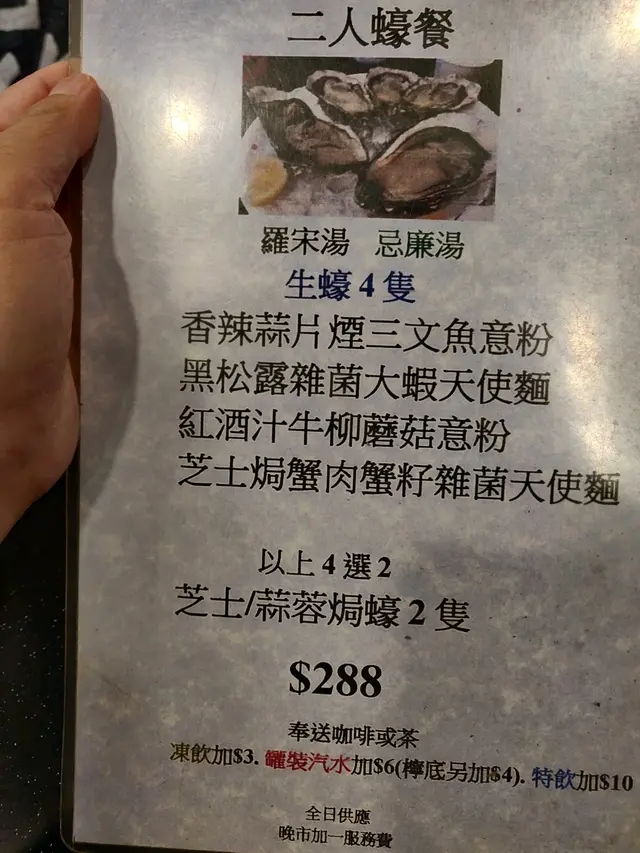 二人蠔餐
羅宋湯 忌廉湯
生蠔 4 隻
香辣蒜片煙三文魚意粉
黑松露雜菌大蝦天使麵
紅酒汁牛柳蘑菇意粉
芝士焗蟹肉蟹籽雜菌天使麵
以上 4 選 2
芝士/蒜蓉焗蠔 2 隻
$288
奉送咖啡或茶
凍飲加$3. 罐裝汽水加$6(檸底另加$4). 特飲加$10
全日供應
晚市加一服務費